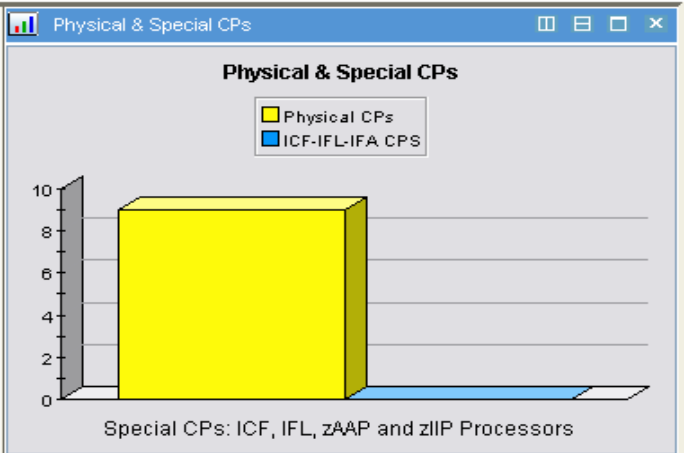 Physical & Special CPs
Physical & Special CPs
Physical CPs
ICF-IFL-IFA CPS
10
8
6
4
2
0
Special CPs: ICF, IFL, zAAP and zIIP Processors